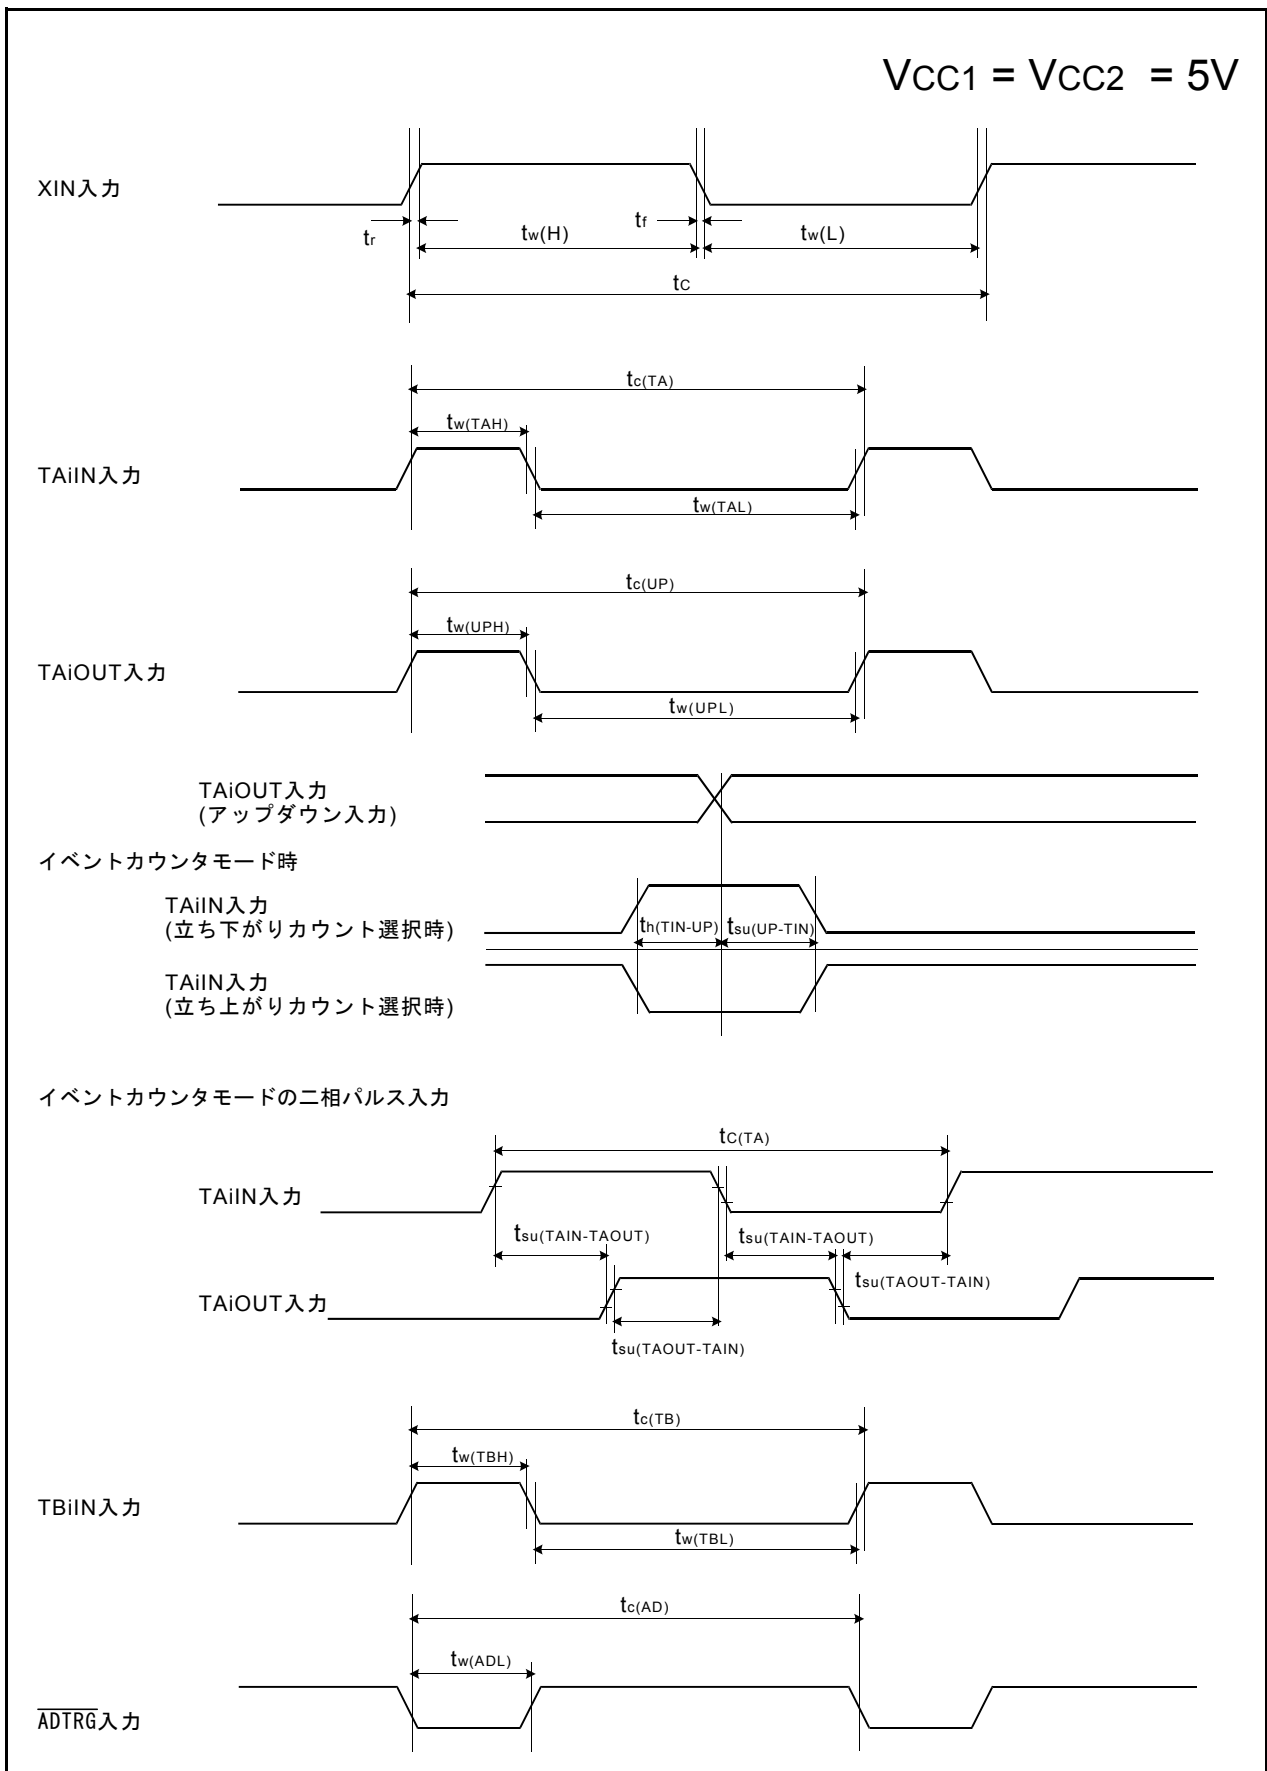 VCC1 = VCC2 = 5V
XIN入力
tr
tw(H)
tf
tw(L)
tC
tc(TA)
tw(TAH)
TAiIN入力
tw(TAL)
tc(UP)
tw(UPH)
TAiOUT入力
tw(UPL)
TAiOUT入力
(アップダウン入力)
イベントカウンタモード時
TAiIN入力
(立ち下がりカウント選択時)
th(TIN-UP)
tsu(UP-TIN)
TAiIN入力
(立ち上がりカウント選択時)
イベントカウンタモードの二相パルス入力
tC(TA)
TAiIN入力
tsu(TAIN-TAOUT)
tsu(TAIN-TAOUT)
tsu(TAOUT-TAIN)
TAiOUT入力
tsu(TAOUT-TAIN)
tc(TB)
tw(TBH)
TBiIN入力
tw(TBL)
tc(AD)
tw(ADL)
ADTRG入力